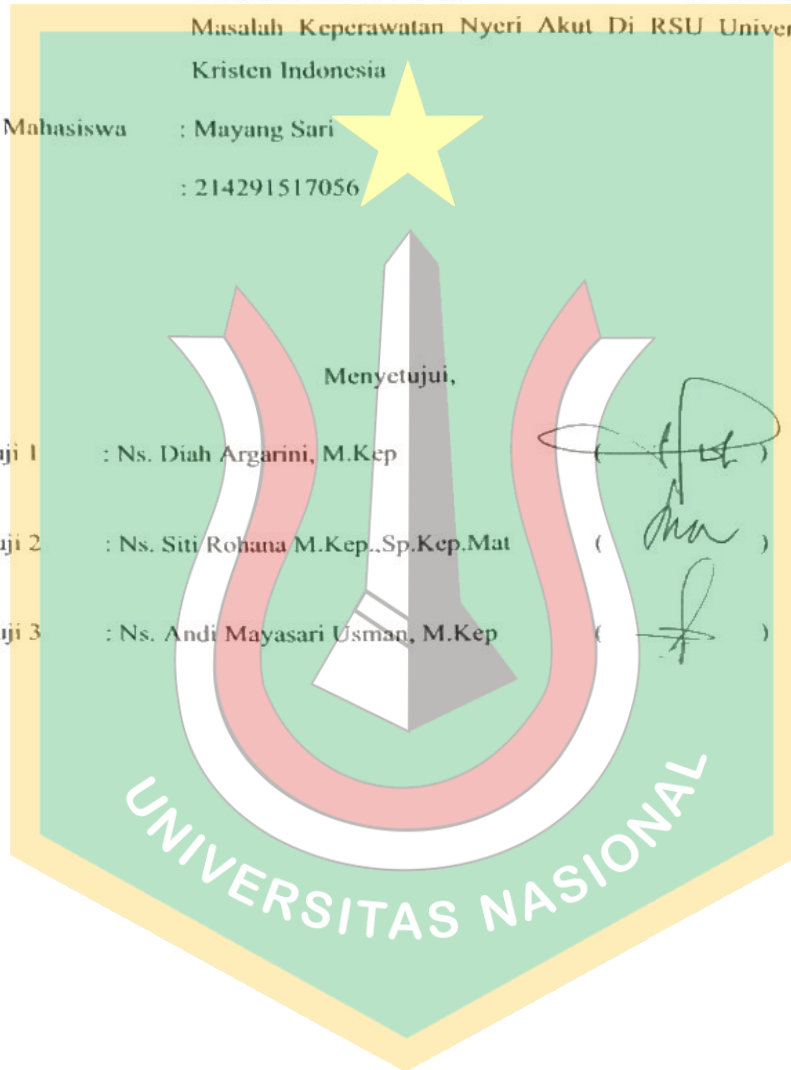 Masalah Keperawatan Nyeri Akut Di RSU Univer
Kristen Indonesia
Mahasiswa : Mayang Sari
: 214291517056
Menyetujui,
uji 1 : Ns. Diah Argarini, M.Kep ( )
uji 2 : Ns. Siti Rohana M.Kep.,Sp.Kep.Mat ( )
uji 3 : Ns. Andi Mayasari Usman, M.Kep ( )
UNIVERSITAS NASIONAL